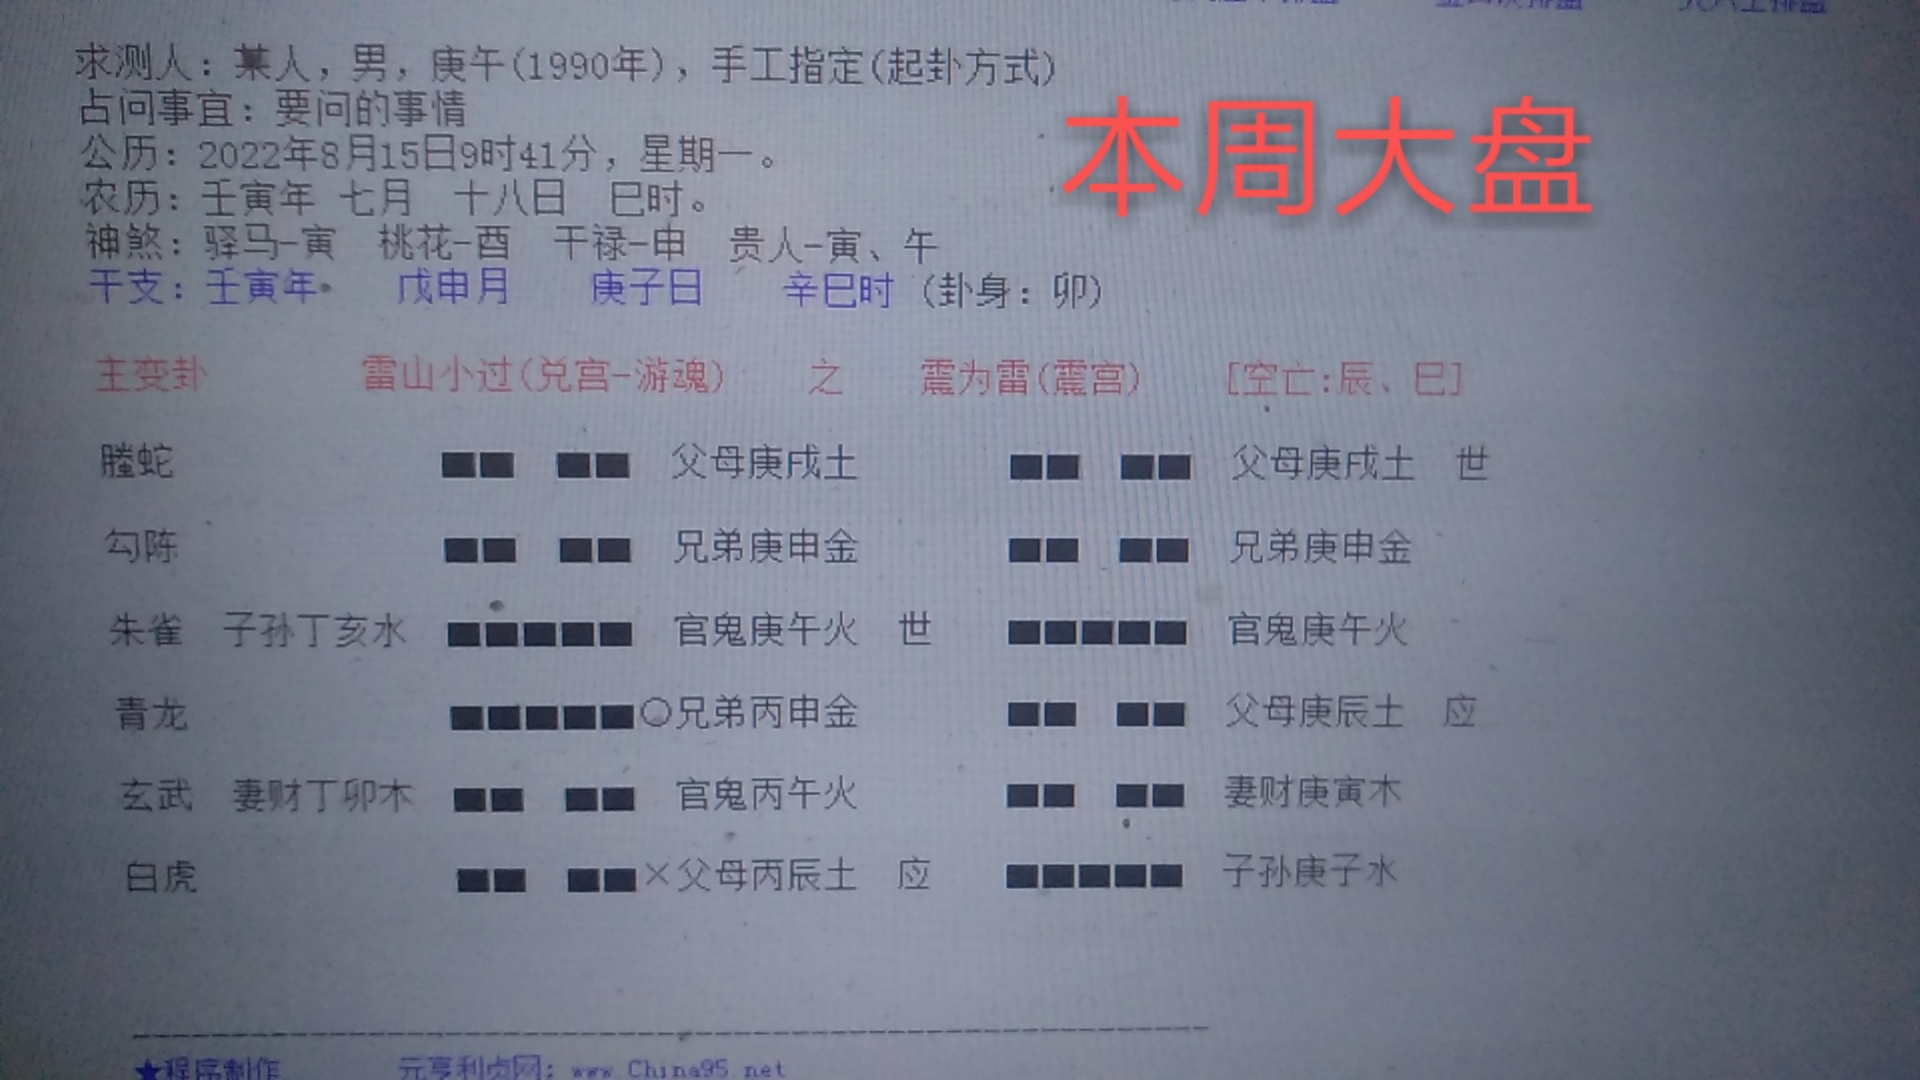 求测人：某人，男，庚午(1990年)，手工指定(起卦方式)
占问事宜：要问的事情
本周大盘
公历：2022年8月15日9时41分，星期一。
农历：壬寅年 七月 十八日 巳时。
神煞：驿马-寅 桃花-酉 干禄-申 贵人-寅、午
干支：壬寅年 戊申月 庚子日 辛巳时 (卦身：卯)
主变卦 雷山小过(兑宫-游魂) 之 震为雷(震宫) [空亡:辰、巳]
螣蛇 父母庚戌土 父母庚戌土 世
勾陈 兄弟庚申金 兄弟庚申金
朱雀 子孙丁亥水 官鬼庚午火 世 官鬼庚午火
青龙 ○兄弟丙申金 父母庚辰土 应
玄武 妻财丁卯木 官鬼丙午火 妻财庚寅木
白虎 ×父母丙辰土 应 子孙庚子水
★程序制作 元亨利贞网：www.China95.net